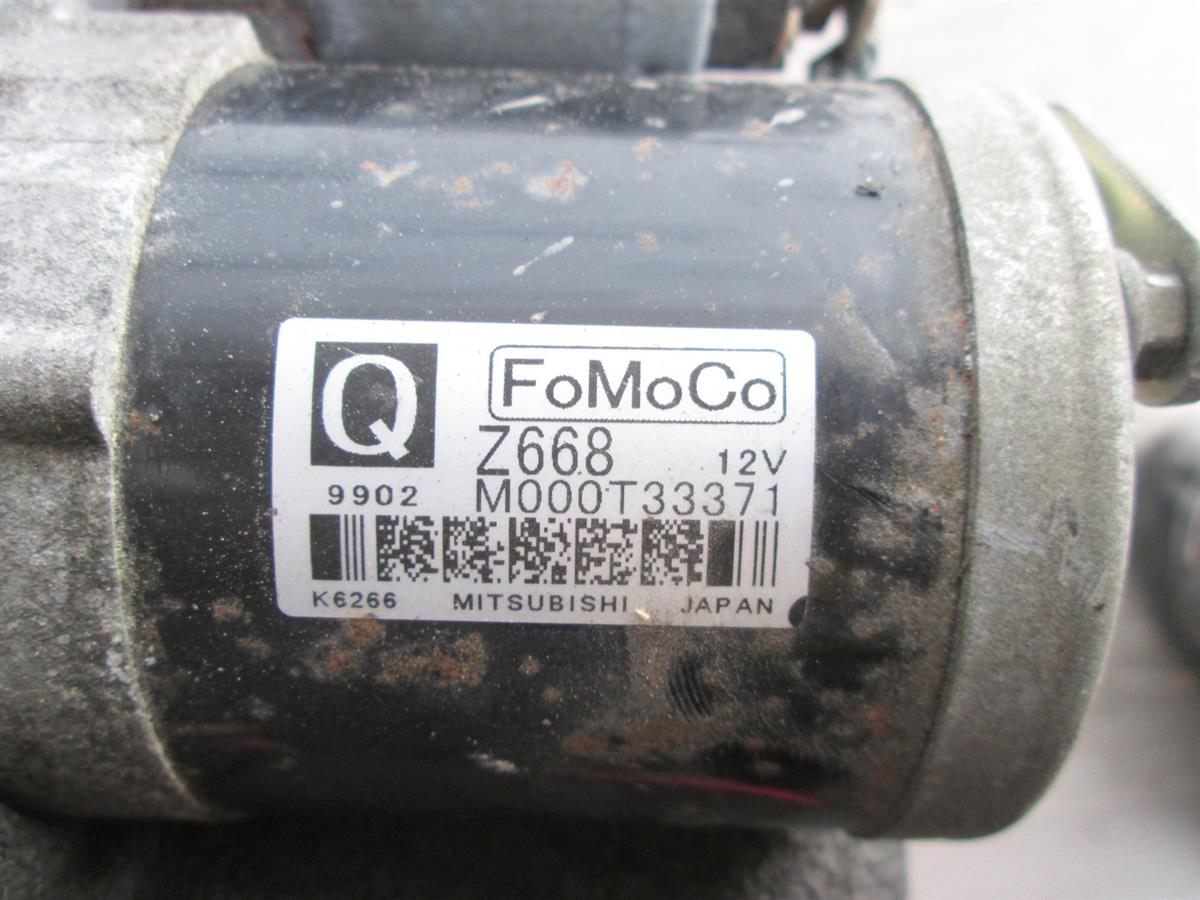 Q FoMoCo
Z668 12V
9902 M000T33371
K6266 MITSUBISHI JAPAN